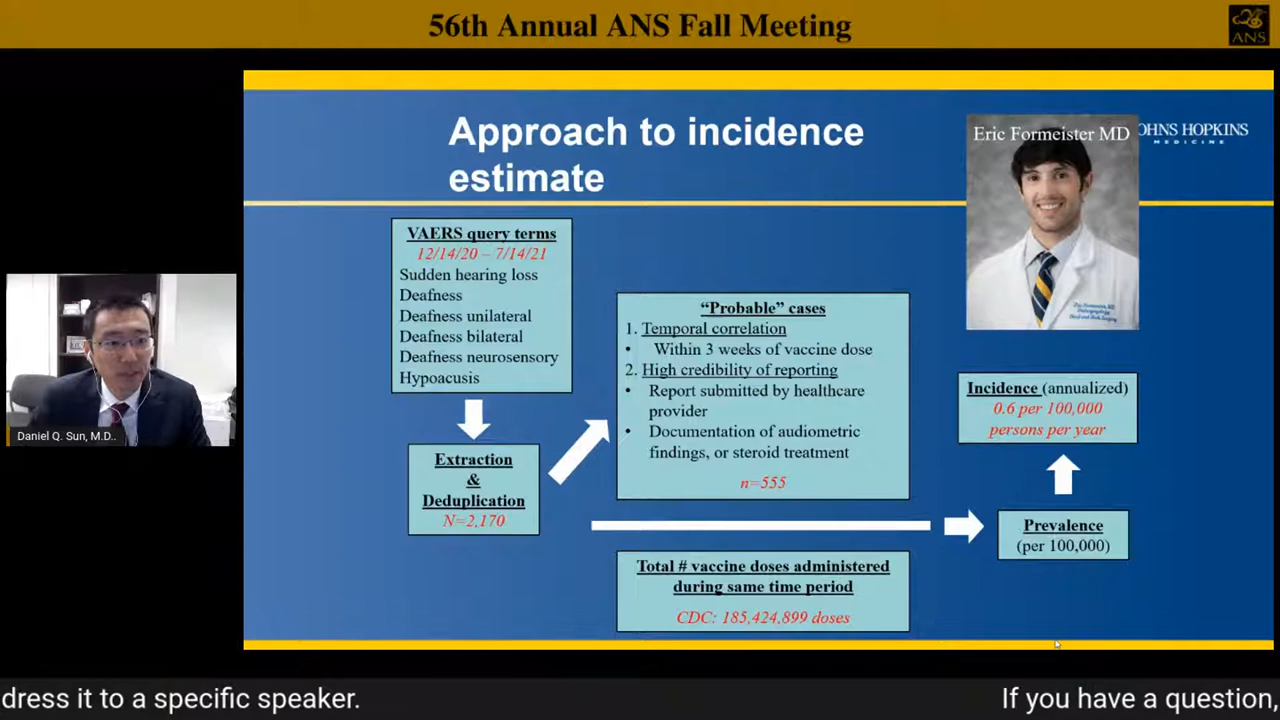 56th Annual ANS Fall Meeting
ANS
Approach to incidence
estimate
Eric Formeister MD
OHNS HOPKINS
MEDICINE
VAERS query terms
12/14/20 – 7/14/21
Sudden hearing loss
Deafness
Deafness unilateral
Deafness bilateral
Deafness neurosensory
Hypoacusis
Extraction
&
Deduplication
N=2,170
“Probable” cases
1. Temporal correlation
• Within 3 weeks of vaccine dose
2. High credibility of reporting
• Report submitted by healthcare
provider
• Documentation of audiometric
findings, or steroid treatment
n=555
Total # vaccine doses administered
during same time period
CDC: 185,424,899 doses
Incidence (annualized)
0.6 per 100,000
persons per year
Prevalence
(per 100,000)
Daniel Q. Sun, M.D..
dress it to a specific speaker.
If you have a question,